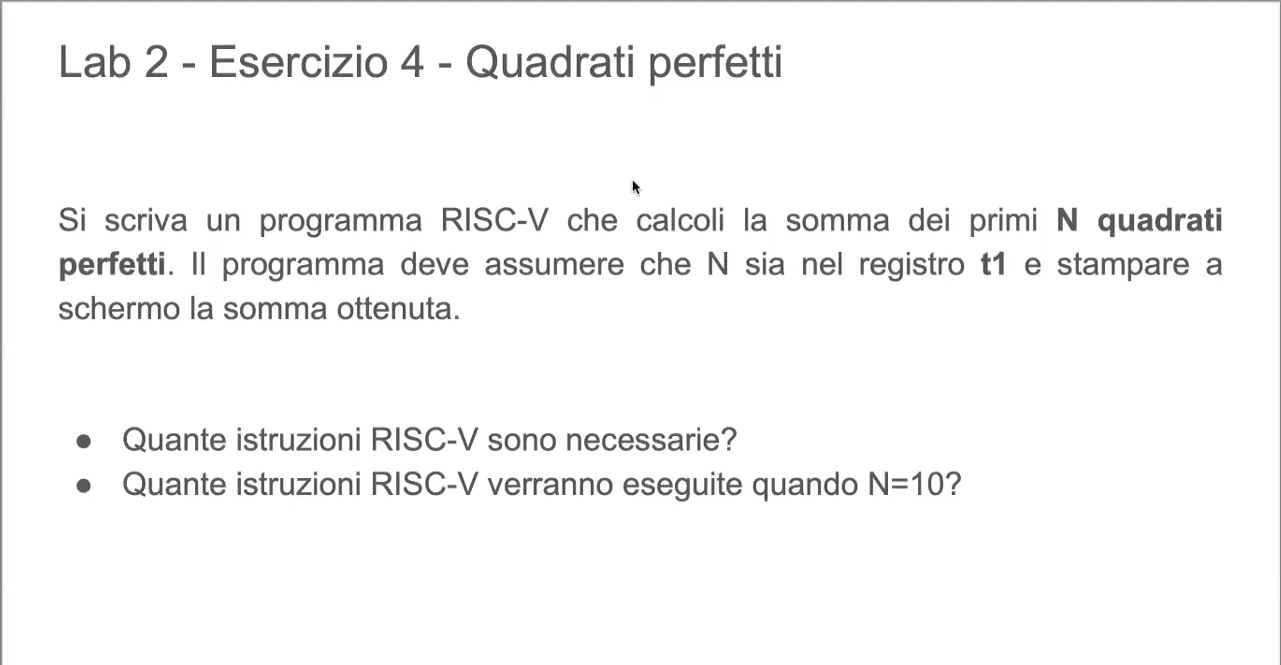 Lab 2 - Esercizio 4 - Quadrati perfetti
Si scriva un programma RISC-V che calcoli la somma dei primi N quadrati
perfetti. Il programma deve assumere che N sia nel registro t1 e stampare a
schermo la somma ottenuta.
● Quante istruzioni RISC-V sono necessarie?
● Quante istruzioni RISC-V verranno eseguite quando N=10?